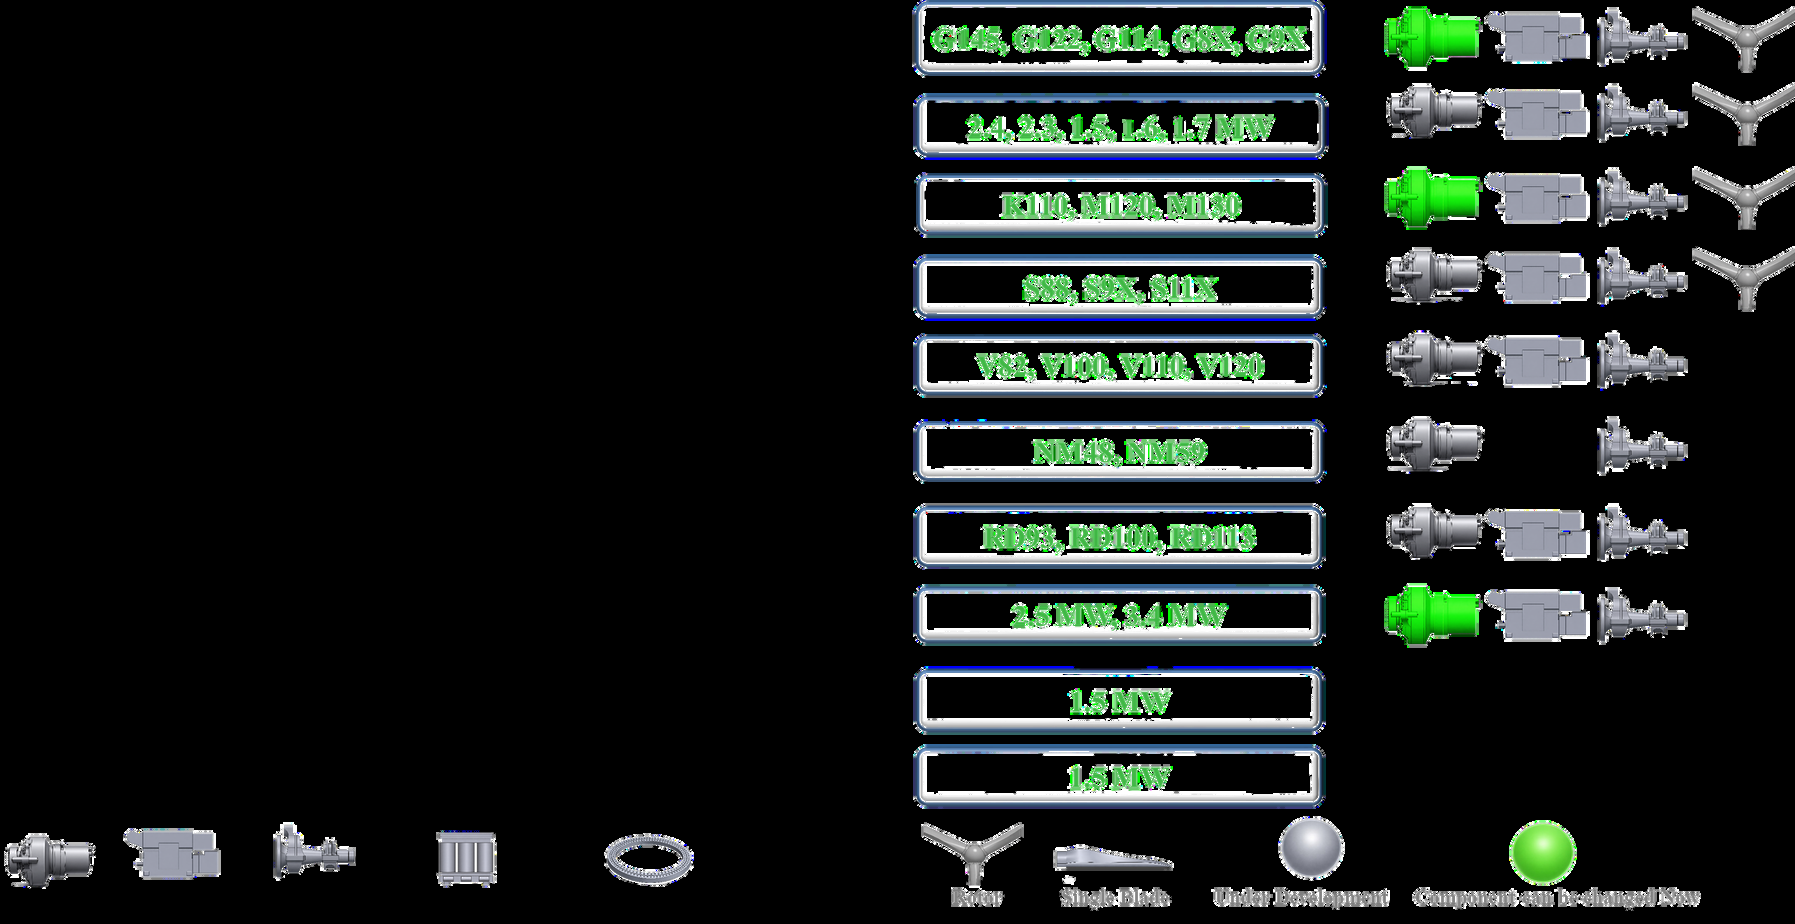 G145, G122, G114, G8X, G9X
2.4, 2.3, 1.5, 1.6, 1.7 MW
K110, M120, M130
S88, S9X, S11X
V82, V100, V110, V120
NM48, NM59
RD93, RD100, RD113
2.5 MW, 3.4 MW
1.5 MW
1.5 MW
Rotor
Single Blade
Under Development
Component can be changed Now